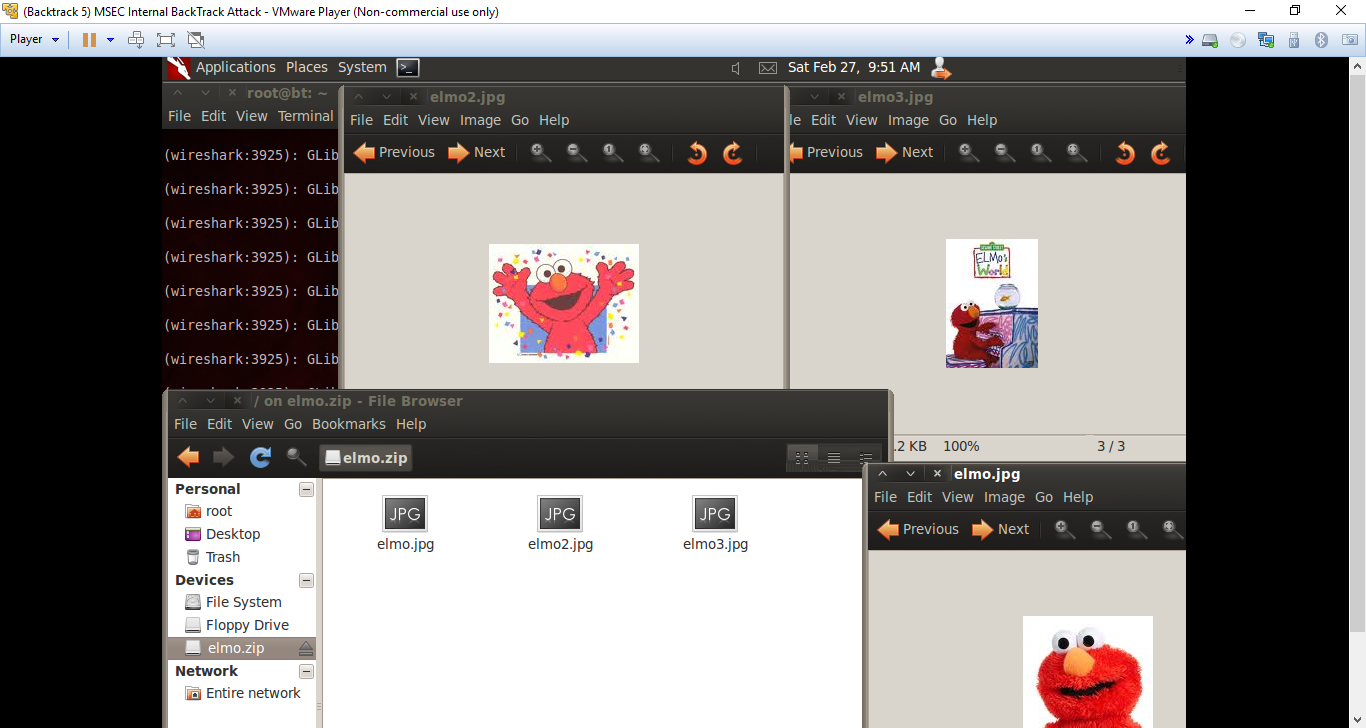 (Backtrack 5) MSEC Internal BackTrack Attack - VMware Player (Non-commercial use only)
Player
Applications Places System Sat Feb 27, 9:51 AM
root@bt: ~
File Edit View Terminal
(wireshark:3925): GLib
(wireshark:3925): GLib
(wireshark:3925): GLib
(wireshark:3925): GLib
(wireshark:3925): GLib
(wireshark:3925): GLib
(wireshark:3925): GLib
elmo2.jpg
File Edit View Image Go Help
Previous Next
elmo3.jpg
le Edit View Image Go Help
Previous Next
SESAME STREET
ELMO's
World
.2 KB 100% 3 / 3
/ on elmo.zip - File Browser
File Edit View Go Bookmarks Help
elmo.zip
Personal
root
Desktop
Trash
Devices
File System
Floppy Drive
elmo.zip
Network
Entire network
JPG JPG JPG
elmo.jpg elmo2.jpg elmo3.jpg
elmo.jpg
File Edit View Image Go Help
Previous Next